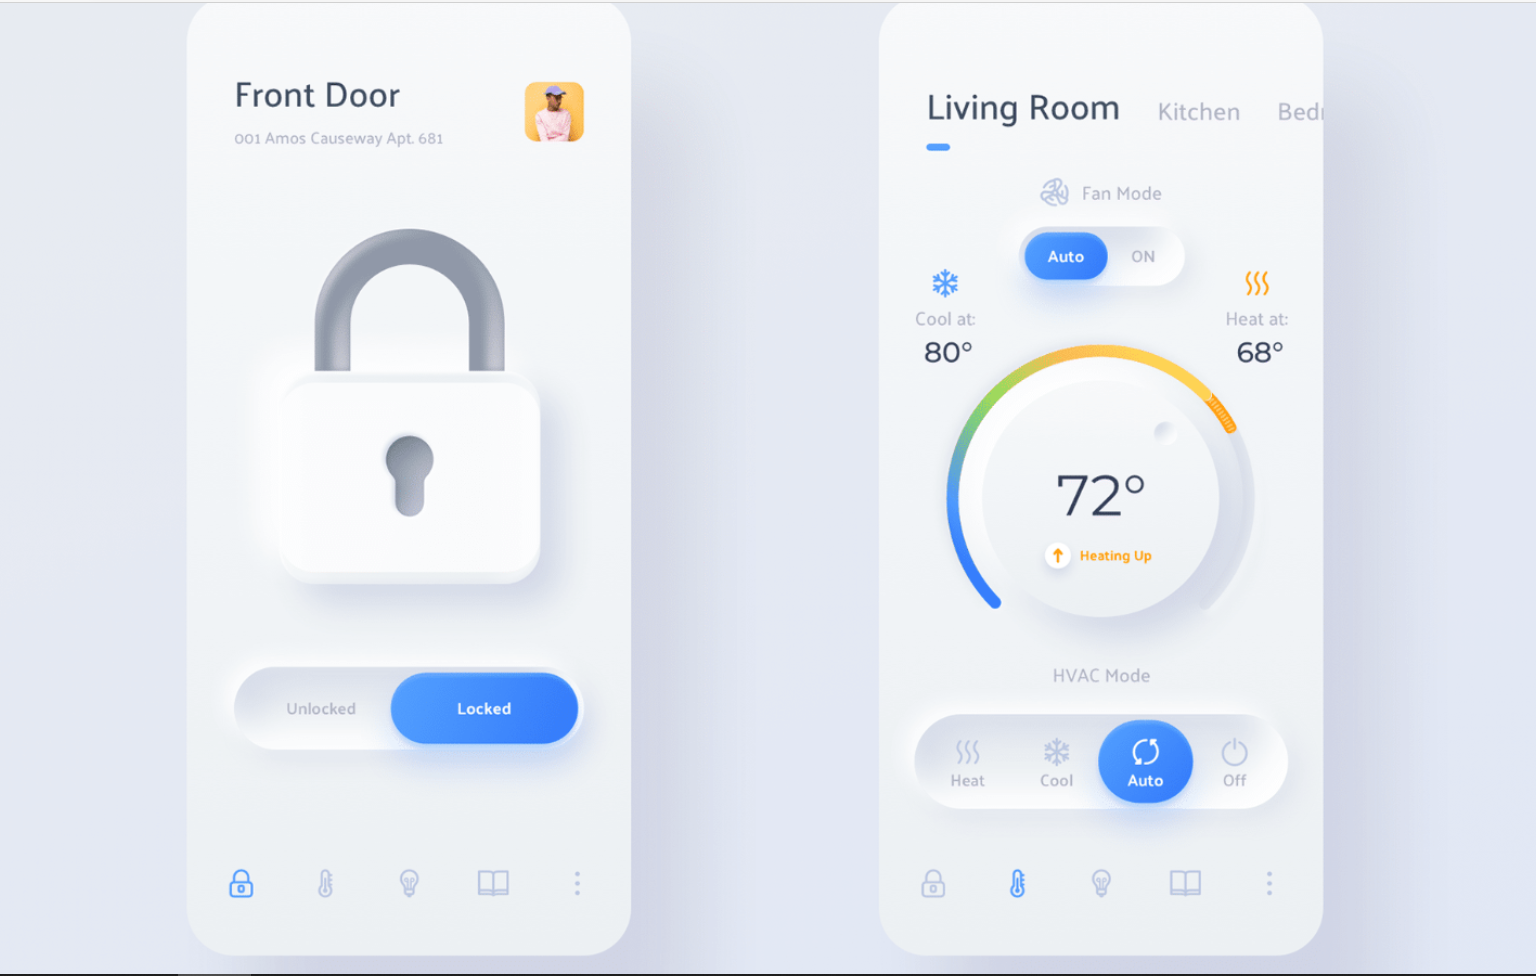 Front Door
001 Amos Causeway Apt. 681
Unlocked
Locked
Living Room Kitchen
Fan Mode
Auto ON
Cool at:
80°
Heat at:
68°
72°
Heating Up
HVAC Mode
Heat Cool Auto Off